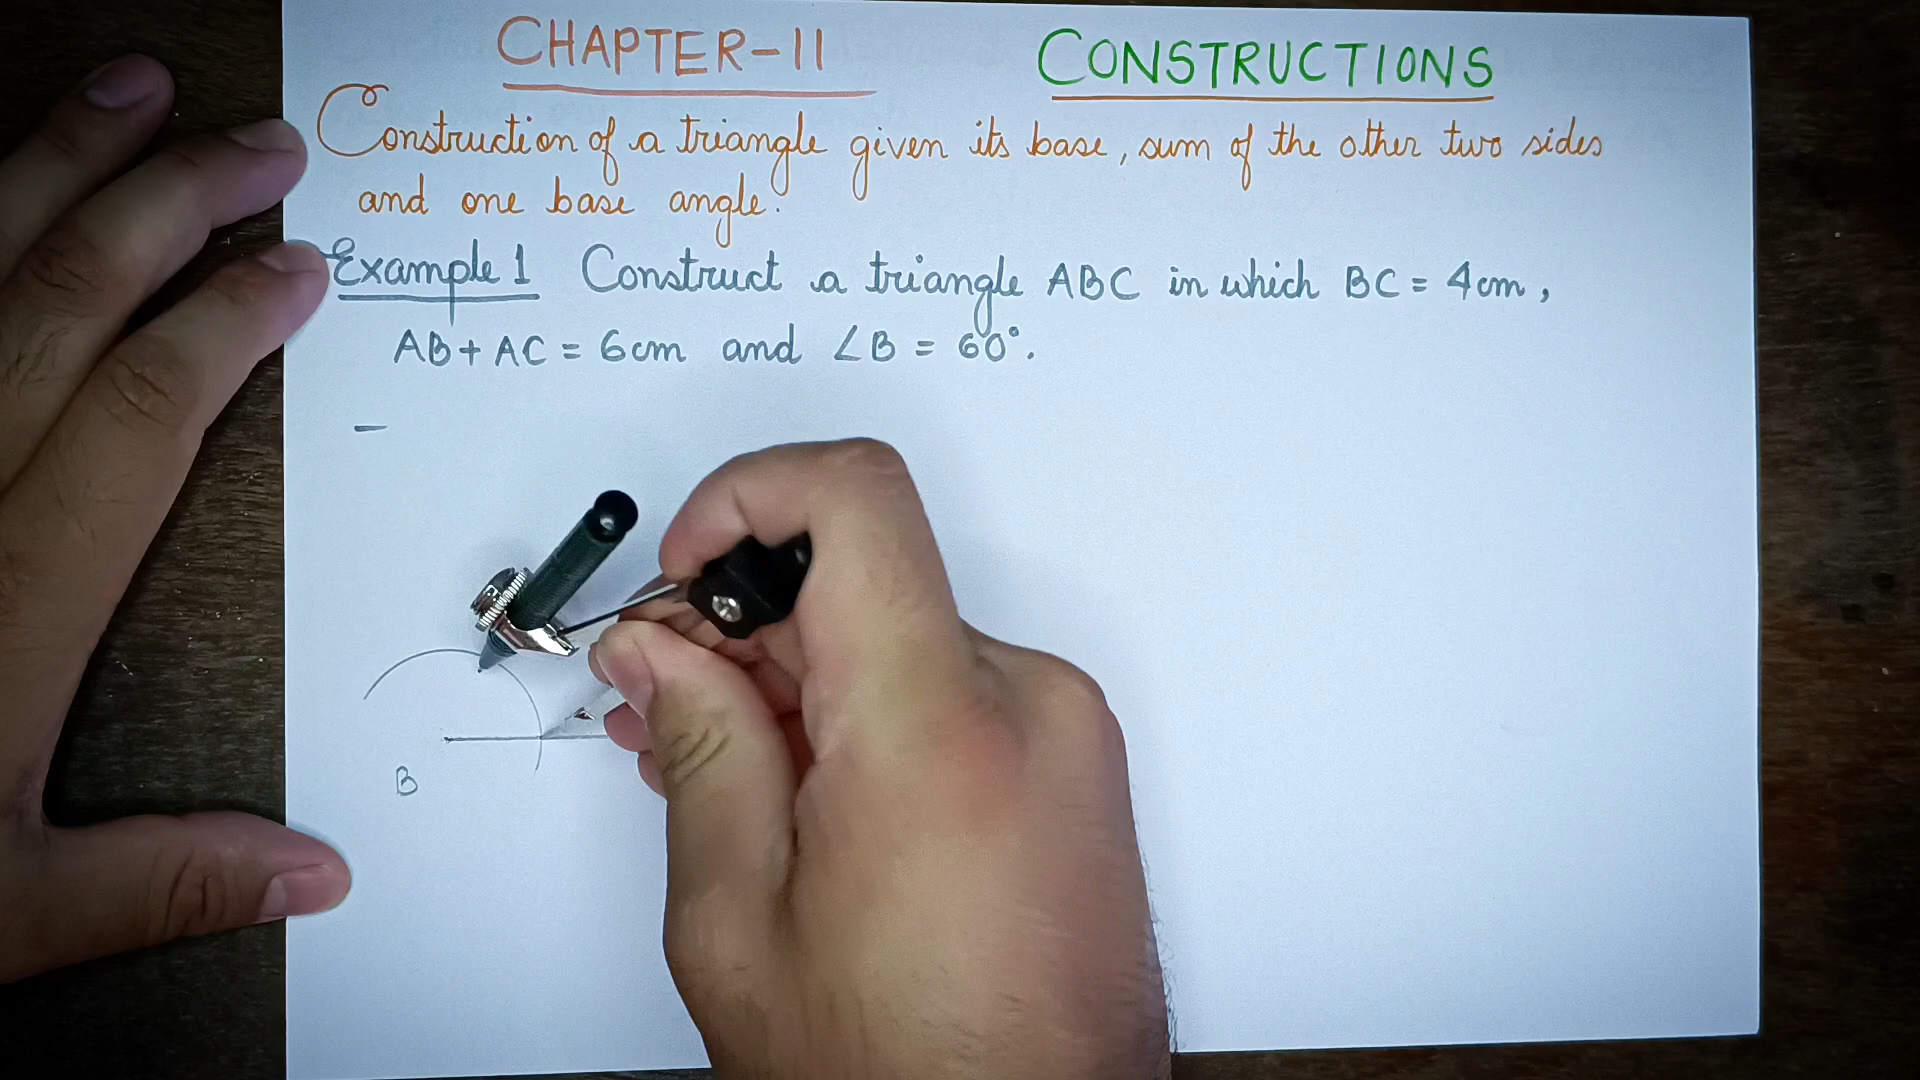 CHAPTER-11 CONSTRUCTIONS
Construction of a triangle given its base, sum of the other two sides
and one base angle.
Example 1 Construct a triangle ABC in which BC = 4cm,
AB + AC = 6cm and ∠B = 60°.
B